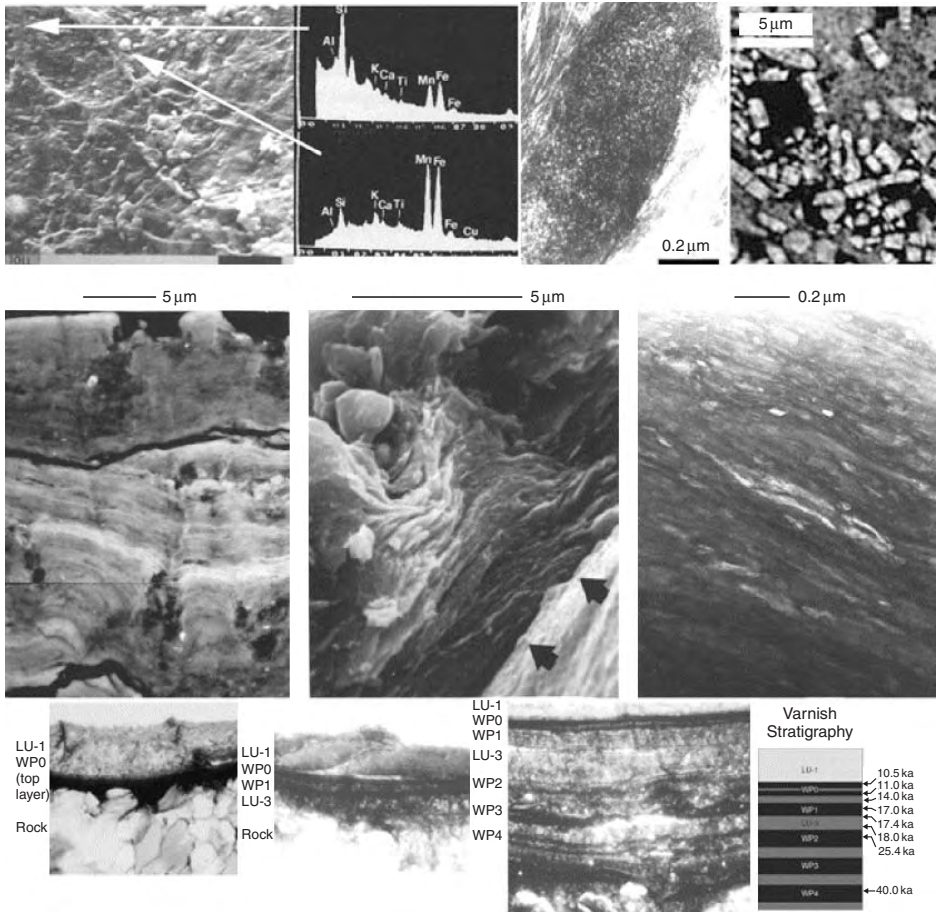 Si
Al
K
Ca
Ti
Mn
Fe
Fe
Mn
Fe
K
Ca
Ti
Si
Al
Fe
Cu
0.2 µm
5 µm
5 µm
5 µm
0.2 µm
LU-1
WP0
(top
layer)
Rock
LU-1
WP0
WP1
LU-3
Rock
LU-1
WP0
WP1
LU-3
WP2
WP3
WP4
Varnish
Stratigraphy
LU-1
WP0
WP1
WP2
WP3
WP4
10.5 ka
11.0 ka
14.0 ka
17.0 ka
17.4 ka
18.0 ka
25.4 ka
40.0 ka